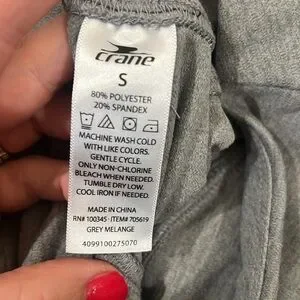 crane
S
80% POLYESTER
20% SPANDEX
MACHINE WASH COLD
WITH LIKE COLORS.
GENTLE CYCLE.
ONLY NON-CHLORINE
BLEACH WHEN NEEDED.
TUMBLE DRY LOW.
COOL IRON IF NEEDED.
MADE IN CHINA
RN# 100345 · ITEM# 705619
GREY MELANGE
4099100275070